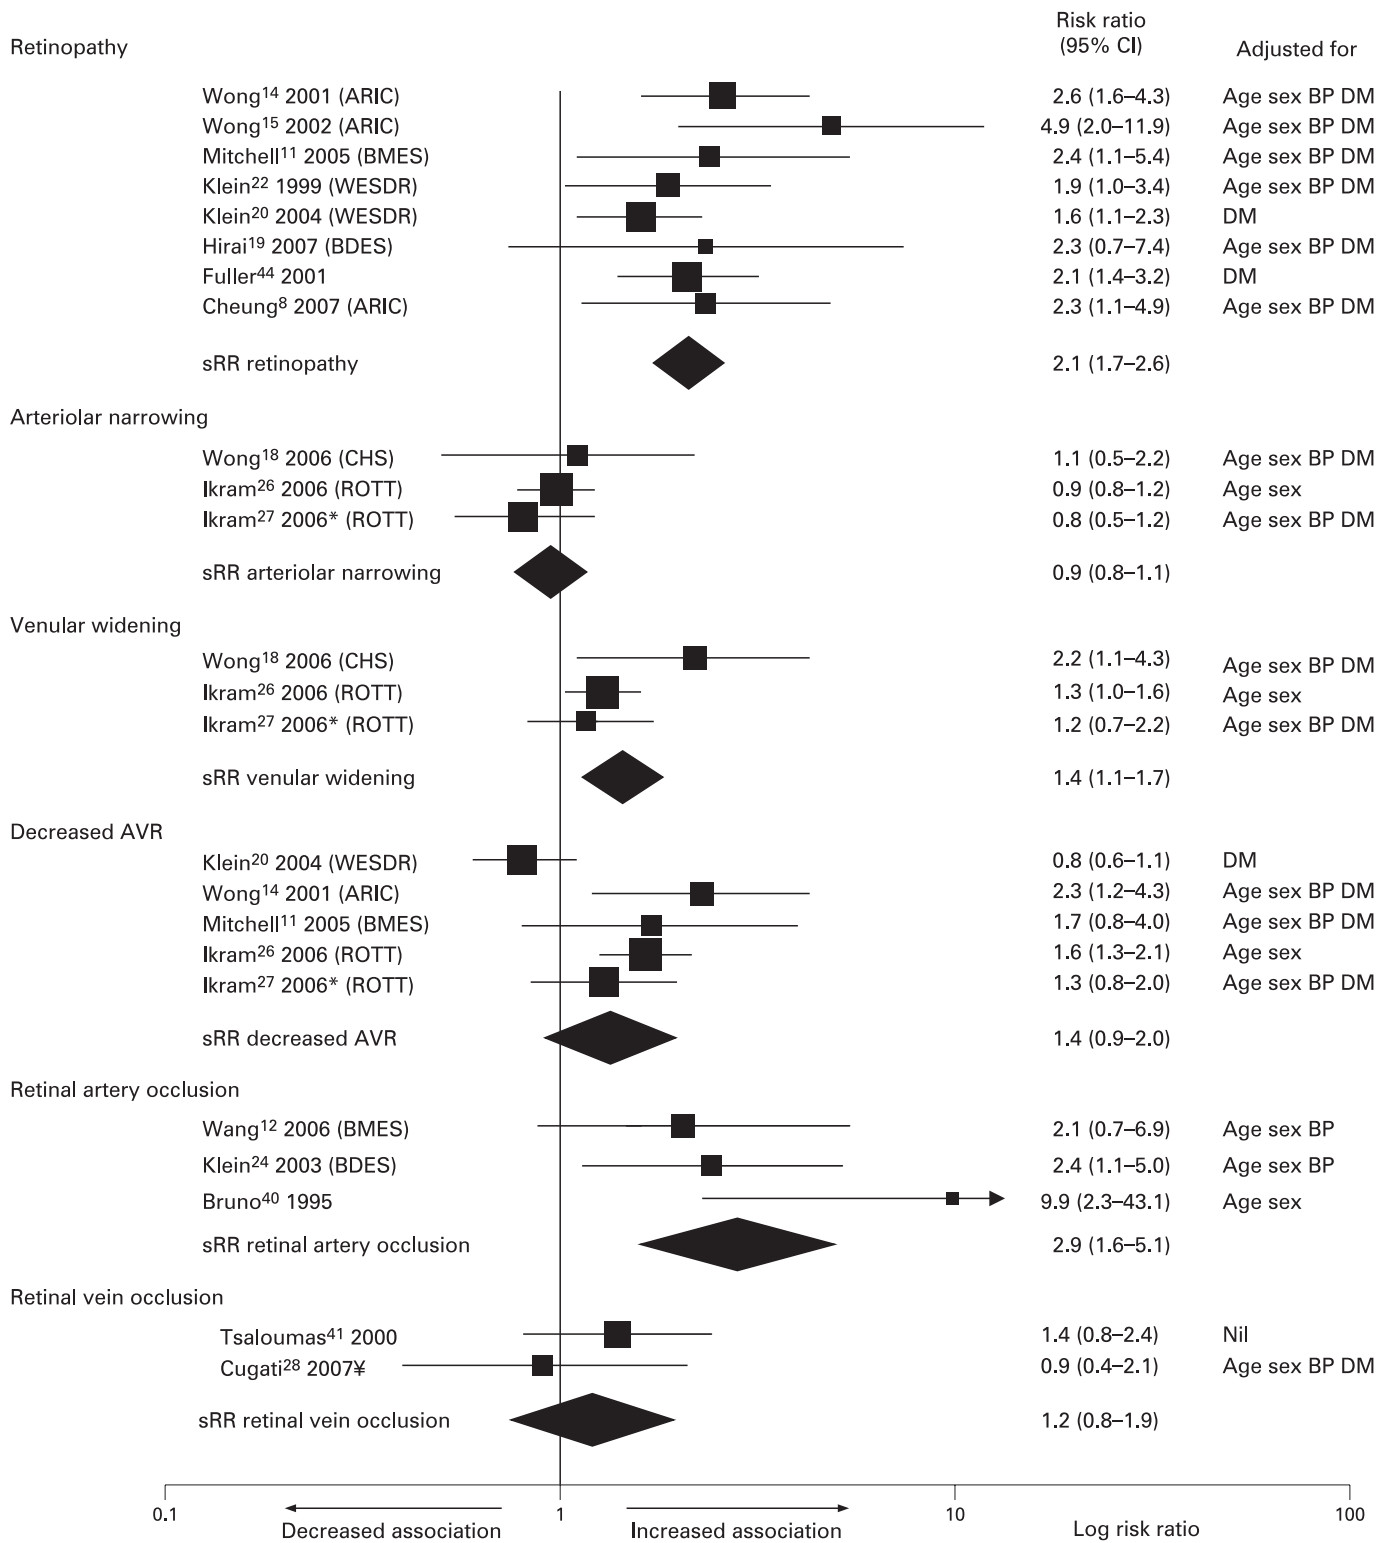 Risk ratio
(95% CI) Adjusted for
Retinopathy
Wong14 2001 (ARIC) 2.6 (1.6–4.3) Age sex BP DM
Wong15 2002 (ARIC) 4.9 (2.0–11.9) Age sex BP DM
Mitchell11 2005 (BMES) 2.4 (1.1–5.4) Age sex BP DM
Klein22 1999 (WESDR) 1.9 (1.0–3.4) Age sex BP DM
Klein20 2004 (WESDR) 1.6 (1.1–2.3) DM
Hirai19 2007 (BDES) 2.3 (0.7–7.4) Age sex BP DM
Fuller44 2001 2.1 (1.4–3.2) DM
Cheung8 2007 (ARIC) 2.3 (1.1–4.9) Age sex BP DM
sRR retinopathy 2.1 (1.7–2.6)
Arteriolar narrowing
Wong18 2006 (CHS) 1.1 (0.5–2.2) Age sex BP DM
Ikram26 2006 (ROTT) 0.9 (0.8–1.2) Age sex
Ikram27 2006* (ROTT) 0.8 (0.5–1.2) Age sex BP DM
sRR arteriolar narrowing 0.9 (0.8–1.1)
Venular widening
Wong18 2006 (CHS) 2.2 (1.1–4.3) Age sex BP DM
Ikram26 2006 (ROTT) 1.3 (1.0–1.6) Age sex
Ikram27 2006* (ROTT) 1.2 (0.7–2.2) Age sex BP DM
sRR venular widening 1.4 (1.1–1.7)
Decreased AVR
Klein20 2004 (WESDR) 0.8 (0.6–1.1) DM
Wong14 2001 (ARIC) 2.3 (1.2–4.3) Age sex BP DM
Mitchell11 2005 (BMES) 1.7 (0.8–4.0) Age sex BP DM
Ikram26 2006 (ROTT) 1.6 (1.3–2.1) Age sex
Ikram27 2006* (ROTT) 1.3 (0.8–2.0) Age sex BP DM
sRR decreased AVR 1.4 (0.9–2.0)
Retinal artery occlusion
Wang12 2006 (BMES) 2.1 (0.7–6.9) Age sex BP
Klein24 2003 (BDES) 2.4 (1.1–5.0) Age sex BP
Bruno40 1995 9.9 (2.3–43.1) Age sex
sRR retinal artery occlusion 2.9 (1.6–5.1)
Retinal vein occlusion
Tsaloumas41 2000 1.4 (0.8–2.4) Nil
Cugati28 2007¥ 0.9 (0.4–2.1) Age sex BP DM
sRR retinal vein occlusion 1.2 (0.8–1.9)
0.1 1 10 100
Decreased association Increased association Log risk ratio